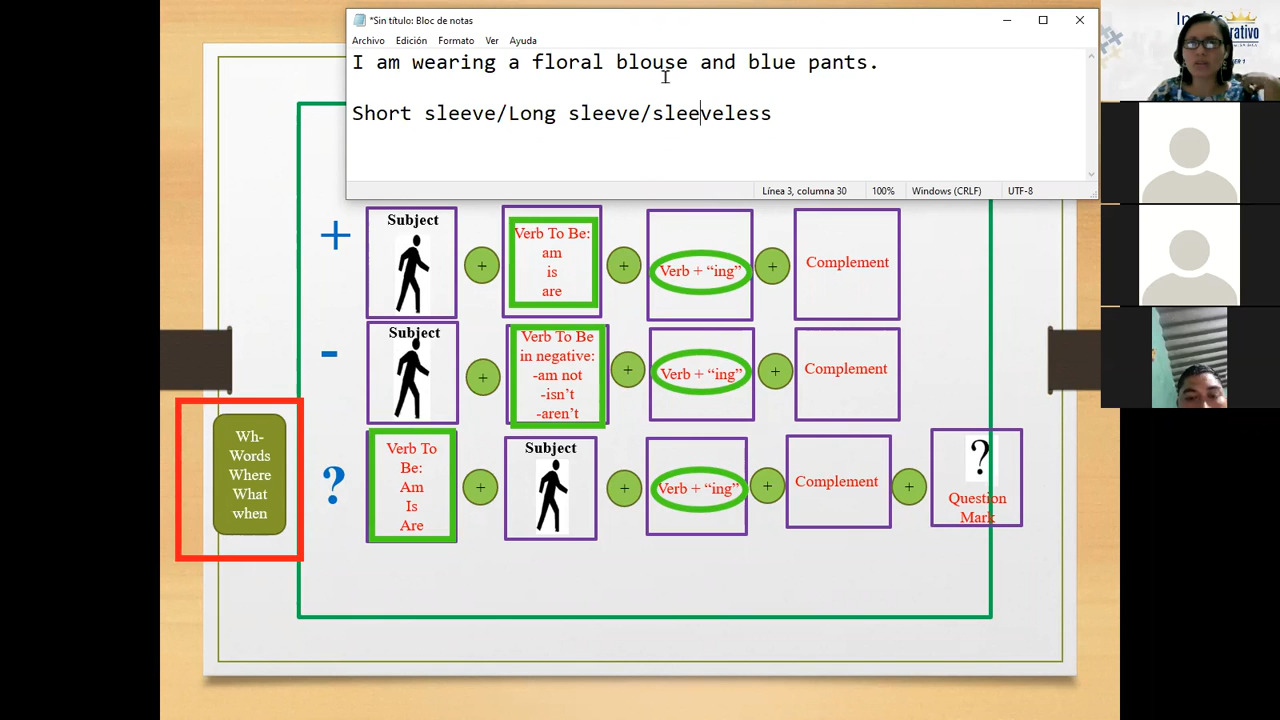 *Sin título: Bloc de notas
Archivo Edición Formato Ver Ayuda
I am wearing a floral blouse and blue pants.
Short sleeve/Long sleeve/sleeveless
Línea 3, columna 30 100% Windows (CRLF) UTF-8
+
Subject
+
Verb To Be:
am
is
are
+
Verb + “ing”
+
Complement
-
Subject
+
Verb To Be
in negative:
-am not
-isn’t
-aren’t
+
Verb + “ing”
+
Complement
Wh-
Words
Where
What
when
?
Verb To
Be:
Am
Is
Are
+
Subject
+
Verb + “ing”
+
Complement
+
?
Question
Mark